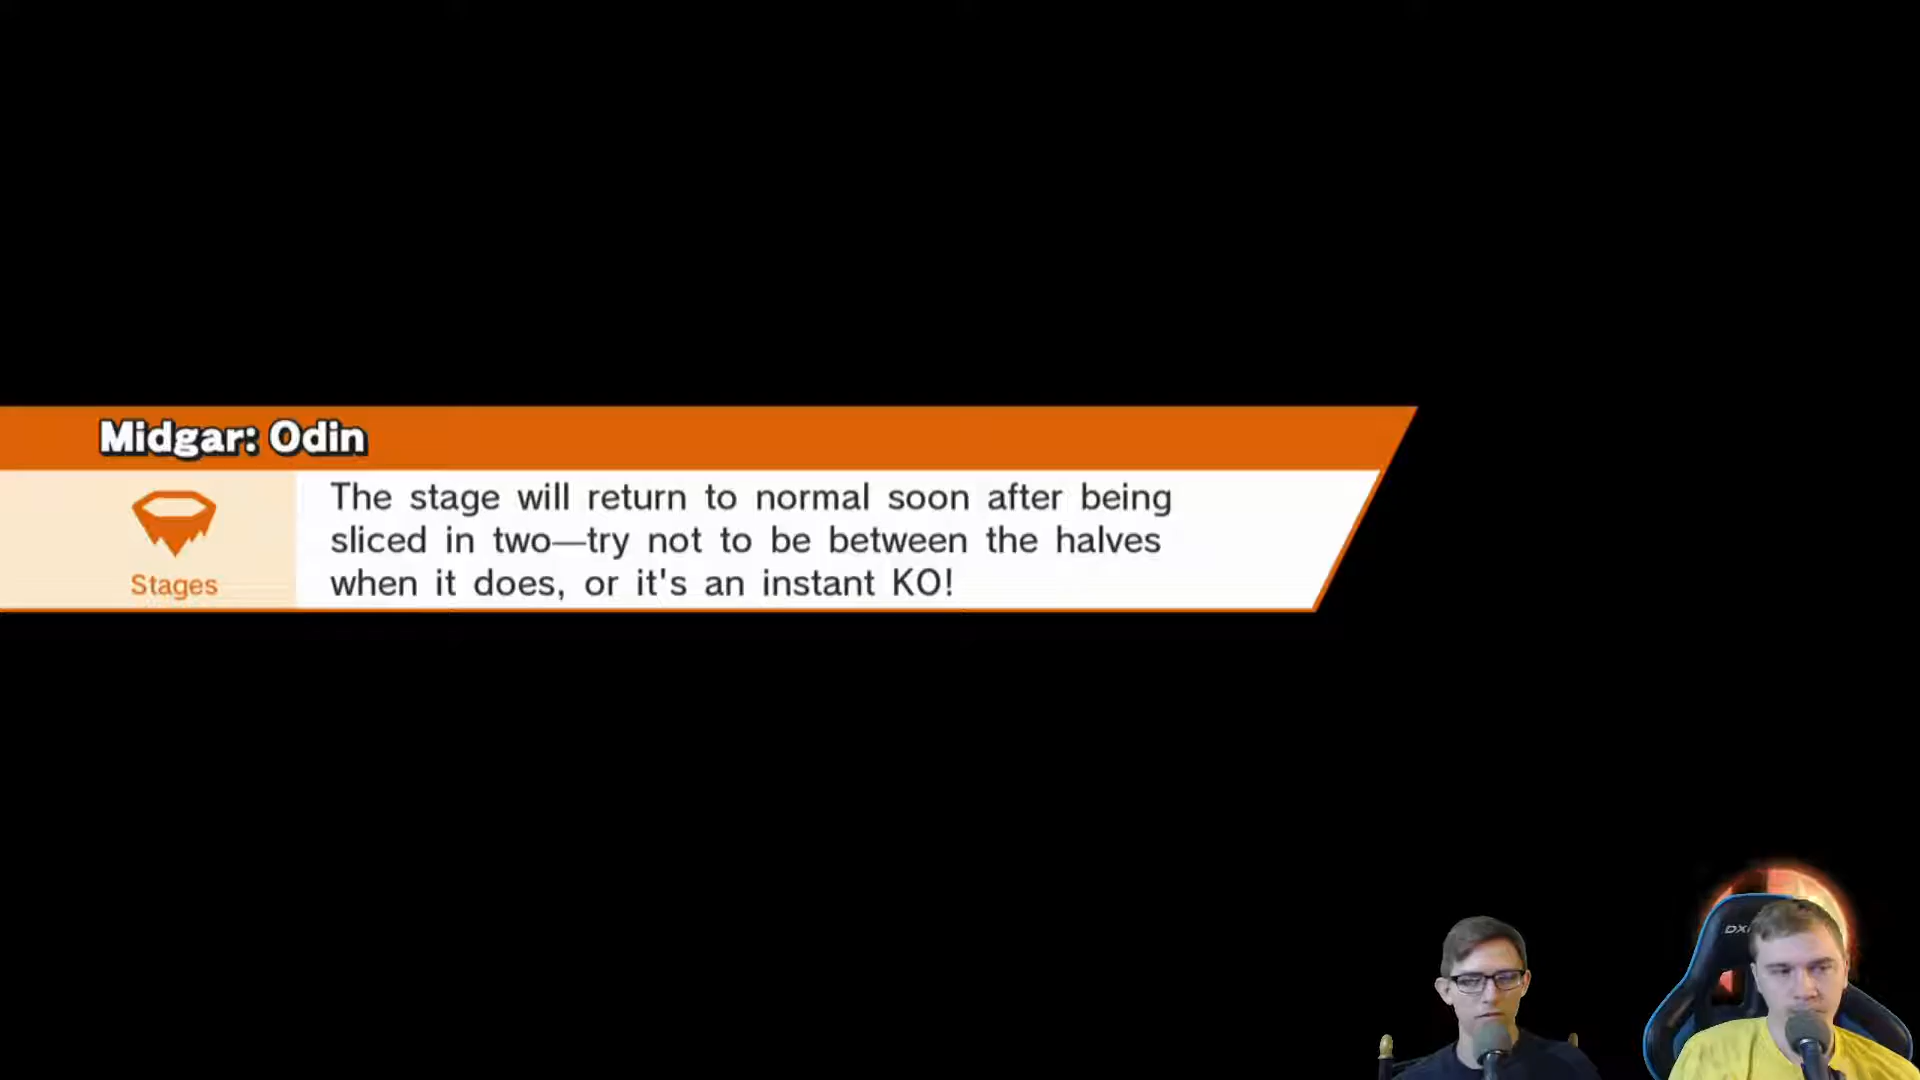 Midgar: Odin
The stage will return to normal soon after being
sliced in two—try not to be between the halves
when it does, or it's an instant KO!
Stages
DX